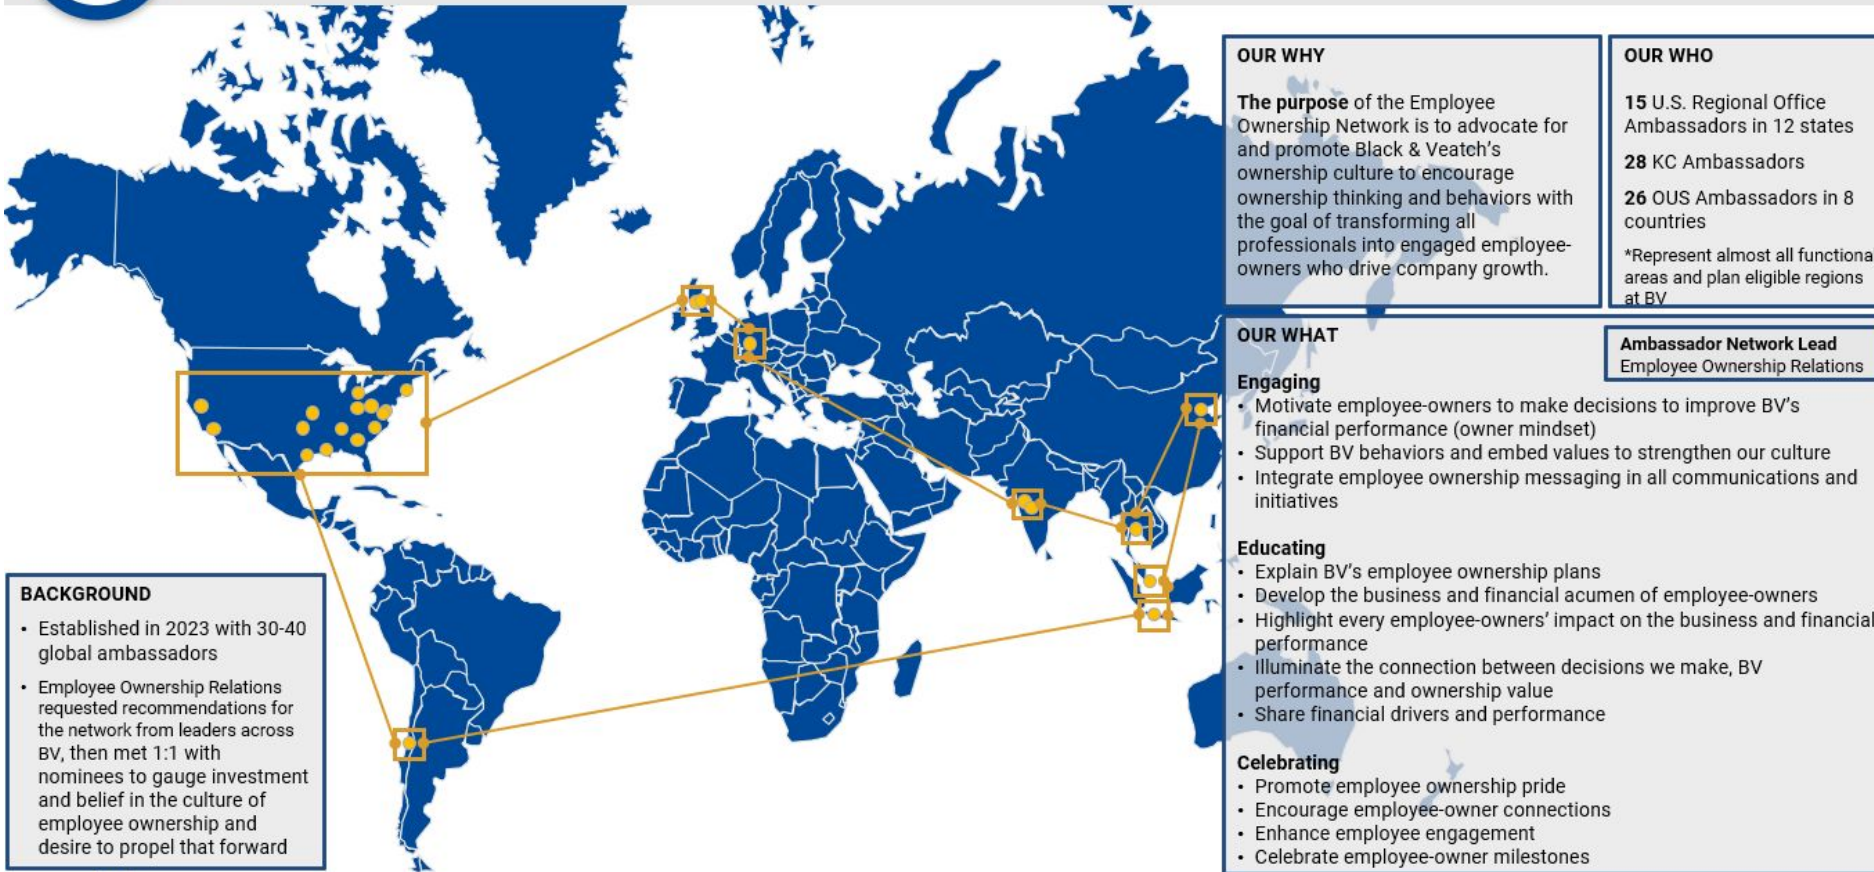 OUR WHY
The purpose of the Employee
Ownership Network is to advocate for
and promote Black & Veatch's
ownership culture to encourage
ownership thinking and behaviors with
the goal of transforming all
professionals into engaged employee-
owners who drive company growth.
OUR WHO
15 U.S. Regional Office
Ambassadors in 12 states
28 KC Ambassadors
26 OUS Ambassadors in 8
countries
*Represent almost all functiona
areas and plan eligible regions
at BV
OUR WHAT
Ambassador Network Lead
Employee Ownership Relations
Engaging
• Motivate employee-owners to make decisions to improve BV's
financial performance (owner mindset)
• Support BV behaviors and embed values to strengthen our culture
• Integrate employee ownership messaging in all communications and
initiatives
Educating
• Explain BV's employee ownership plans
• Develop the business and financial acumen of employee-owners
• Highlight every employee-owners' impact on the business and financial
performance
• Illuminate the connection between decisions we make, BV
performance and ownership value
• Share financial drivers and performance
Celebrating
• Promote employee ownership pride
• Encourage employee-owner connections
• Enhance employee engagement
• Celebrate employee-owner milestones
BACKGROUND
• Established in 2023 with 30-40
global ambassadors
• Employee Ownership Relations
requested recommendations for
the network from leaders across
BV, then met 1:1 with
nominees to gauge investment
and belief in the culture of
employee ownership and
desire to propel that forward